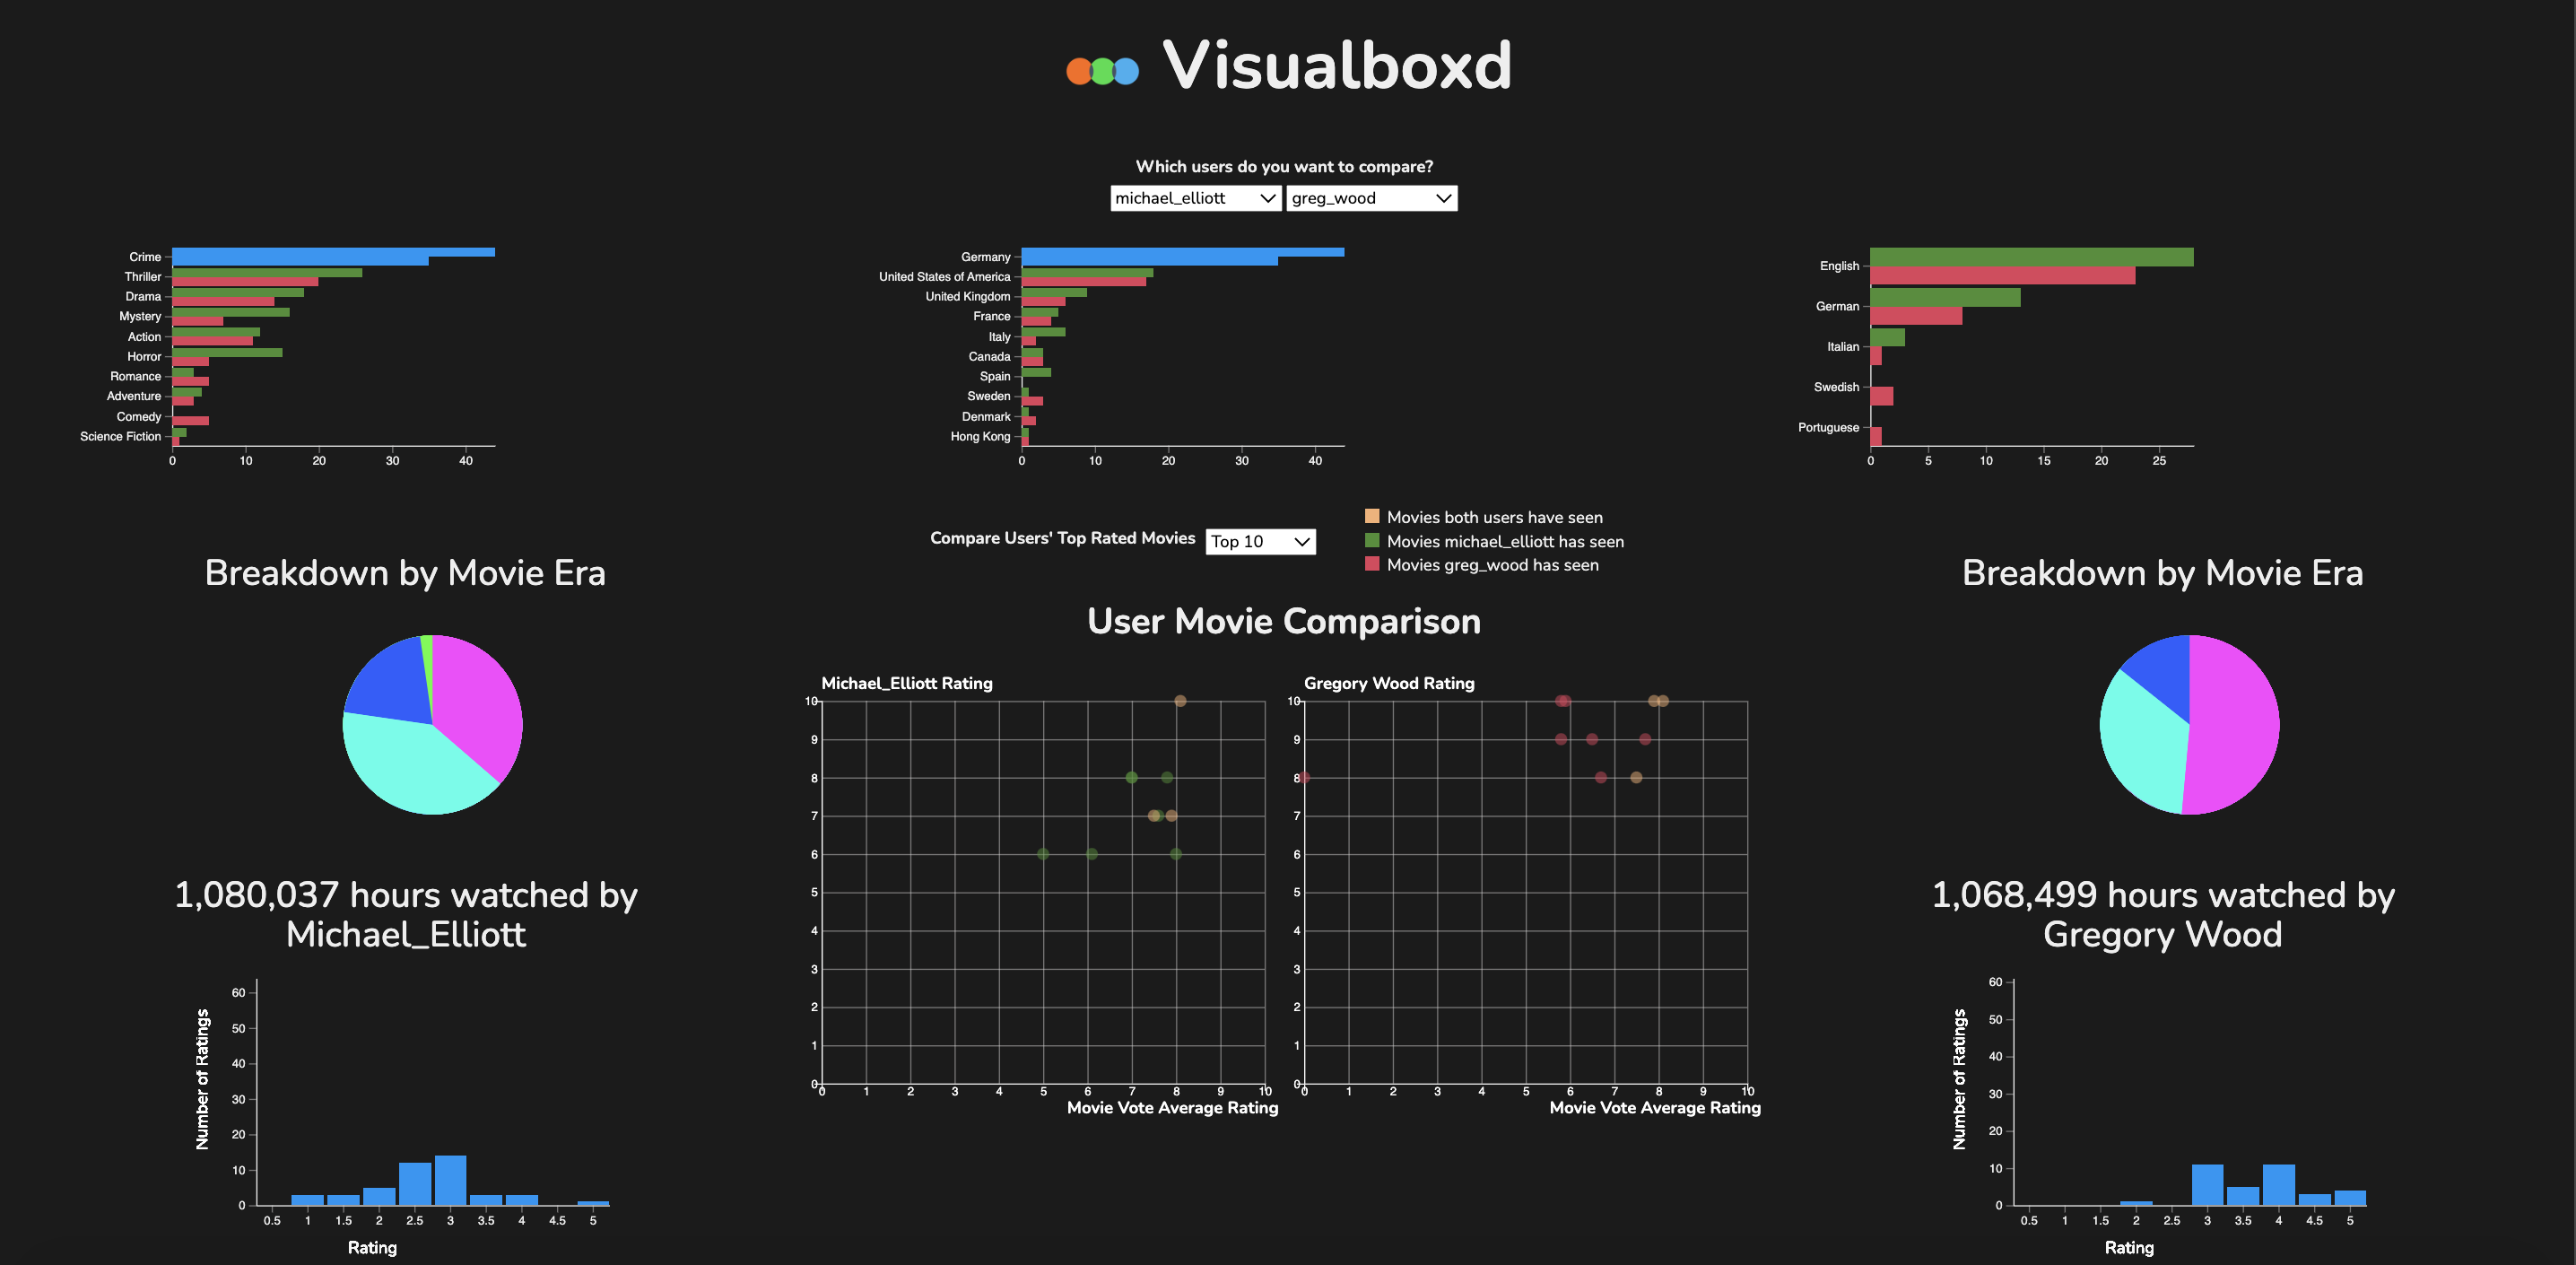 Visualboxd
Which users do you want to compare?
michael_elliott greg_wood
Crime
Thriller
Drama
Mystery
Action
Horror
Romance
Adventure
Comedy
Science Fiction
0 10 20 30 40
Germany
United States of America
United Kingdom
France
Italy
Canada
Spain
Sweden
Denmark
Hong Kong
0 10 20 30 40
English
German
Italian
Swedish
Portuguese
0 5 10 15 20 25
Compare Users' Top Rated Movies Top 10
Movies both users have seen
Movies michael_elliott has seen
Movies greg_wood has seen
Breakdown by Movie Era
1,080,037 hours watched by
Michael_Elliott
Number of Ratings
60
50
40
30
20
10
0
0.5 1 1.5 2 2.5 3 3.5 4 4.5 5
Rating
User Movie Comparison
Michael_Elliott Rating
10
9
8
7
6
5
4
3
2
1
0
0 1 2 3 4 5 6 7 8 9 10
Movie Vote Average Rating
Gregory Wood Rating
10
9
8
7
6
5
4
3
2
1
0
0 1 2 3 4 5 6 7 8 9 10
Movie Vote Average Rating
Breakdown by Movie Era
1,068,499 hours watched by
Gregory Wood
Number of Ratings
60
50
40
30
20
10
0
0.5 1 1.5 2 2.5 3 3.5 4 4.5 5
Rating